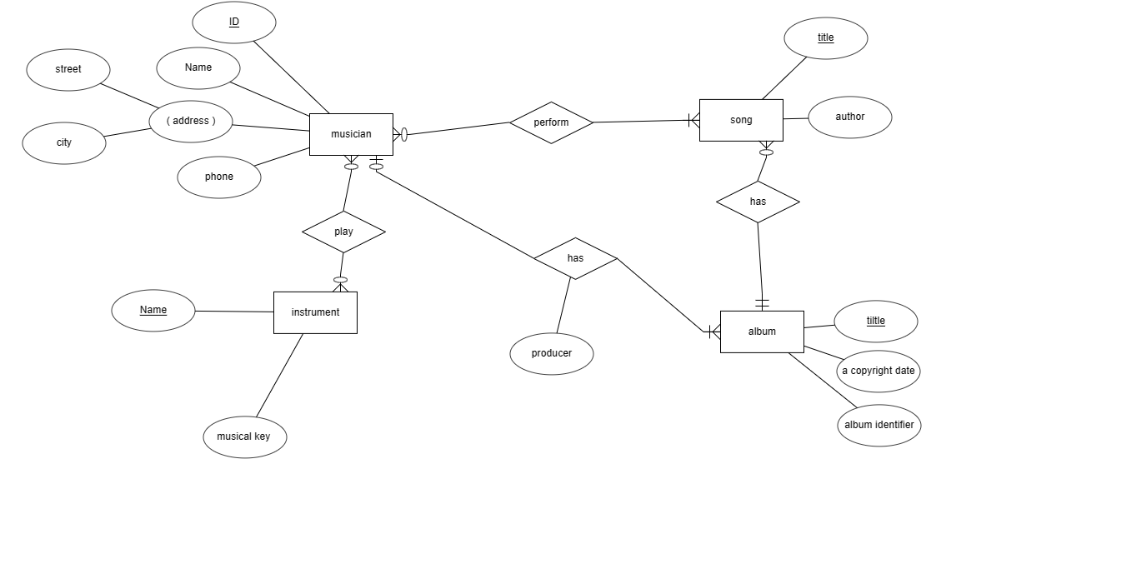 ID
title
Name
street
( address )
author
song
perform
musician
city
phone
has
play
has
Name
instrument
tiltle
album
producer
a copyright date
album identifier
musical key